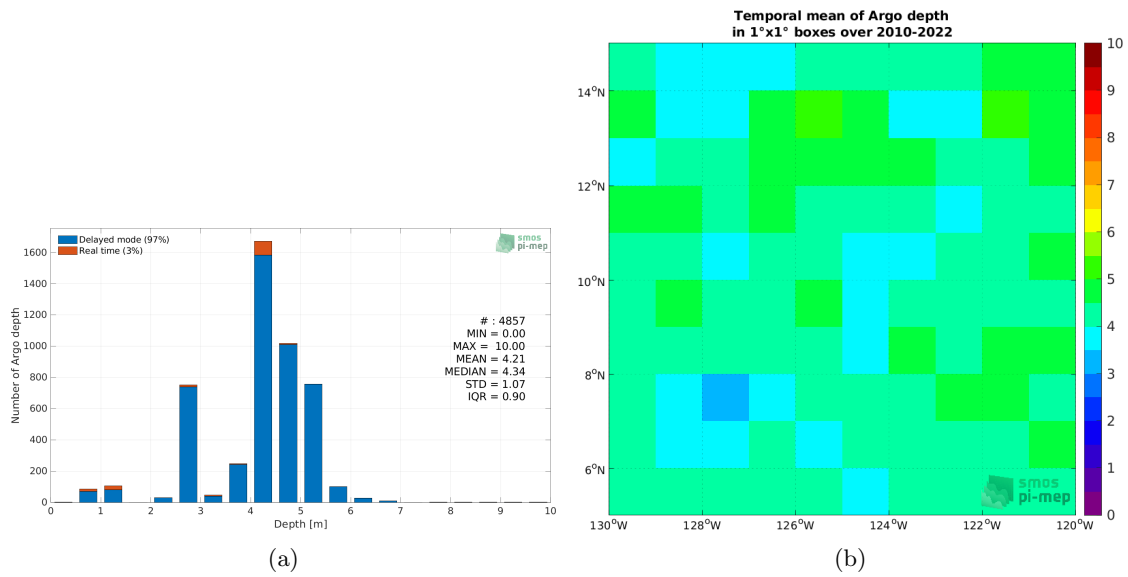 Delayed mode (97%)
Real time (3%)
smos
pi-mep
Number of Argo depth
1600
1400
1200
1000
800
600
400
200
0
# : 4857
MIN = 0.00
MAX = 10.00
MEAN = 4.21
MEDIAN = 4.34
STD = 1.07
IQR = 0.90
0 1 2 3 4 5 6 7 8 9 10
Depth [m]
(a)
Temporal mean of Argo depth
in 1°x1° boxes over 2010-2022
14°N
12°N
10°N
8°N
6°N
130°W 128°W 126°W 124°W 122°W 120°W
10
9
8
7
6
5
4
3
2
1
0
smos
pi-mep
(b)